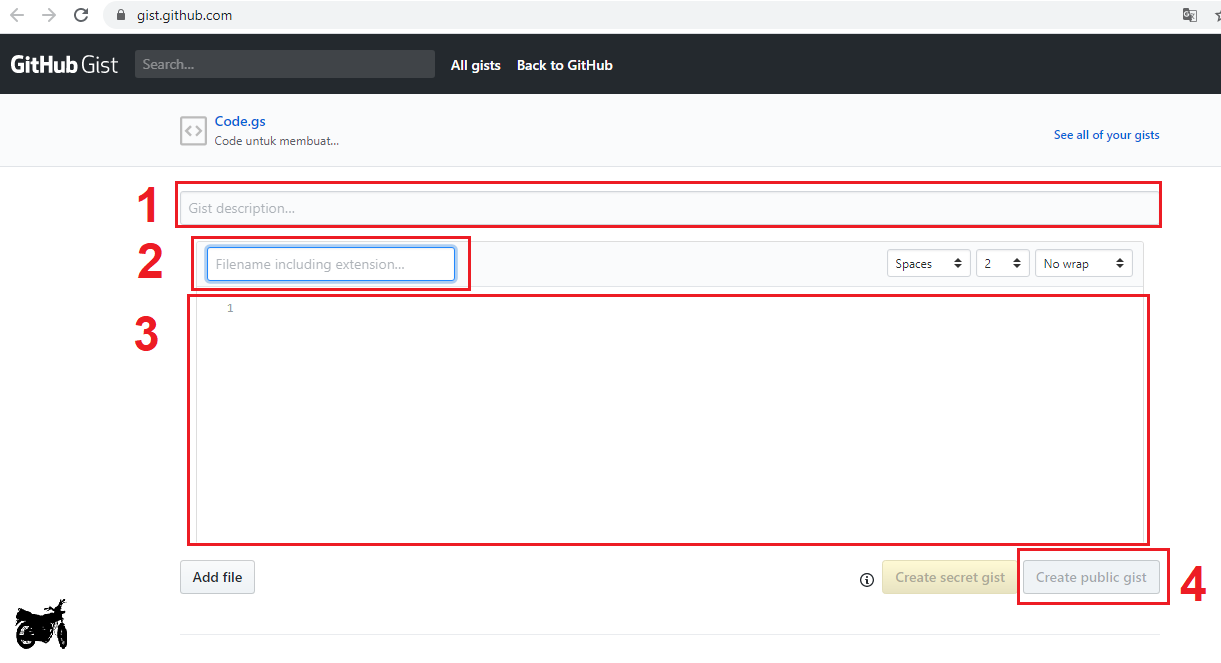 gist.github.com
GitHub Gist Search... All gists Back to GitHub
Code.gs
Code untuk membuat...
See all of your gists
1 Gist description...
2 Filename including extension... Spaces 2 No wrap
3 1
Add file Create secret gist Create public gist 4